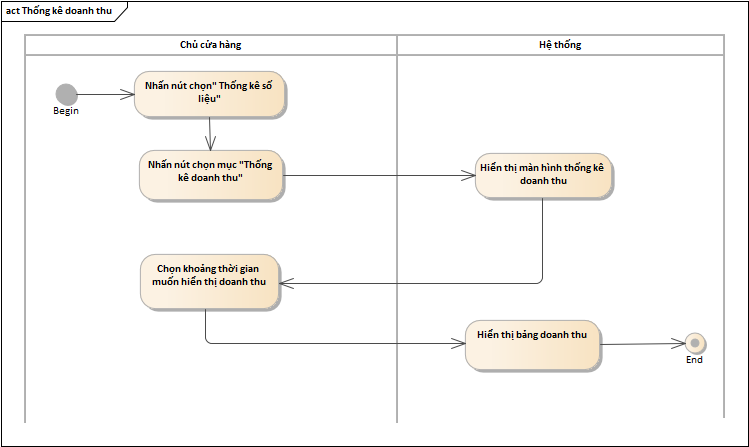 act Thống kê doanh thu
Chủ cửa hàng
Hệ thống
Begin
Nhấn nút chọn" Thống kê số
liệu"
Nhấn nút chọn mục "Thống
kê doanh thu"
Hiển thị màn hình thống kê
doanh thu
Chọn khoảng thời gian
muốn hiển thị doanh thu
Hiển thị bảng doanh thu
End